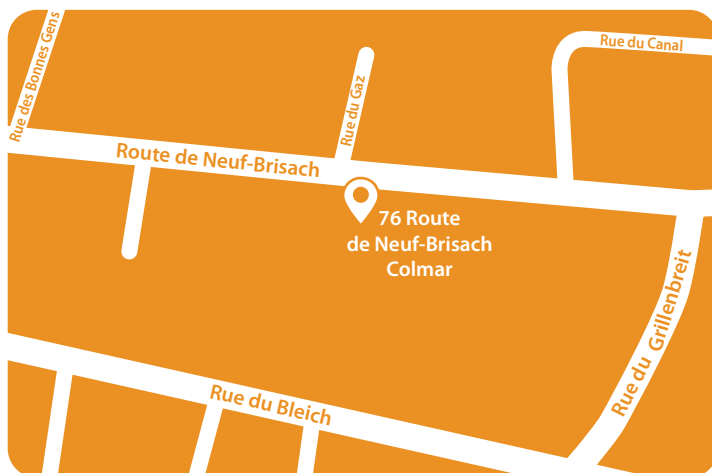 Rue des Bonnes Gens
Rue du Canal
Rue du Gaz
Route de Neuf-Brisach
76 Route
de Neuf-Brisach
Colmar
Rue du Grillenbreit
Rue du Bleich